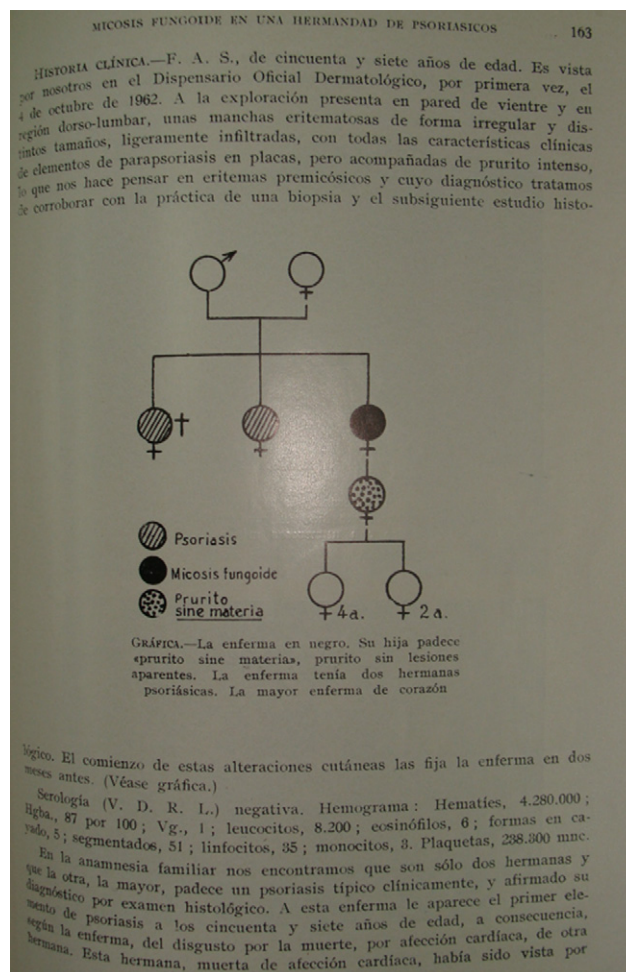 MICOSIS FUNGOIDE EN UNA HERMANDAD DE PSORIASICOS 163
HISTORIA CLÍNICA.—F. A. S., de cincuenta y siete años de edad. Es vista
por nosotros en el Dispensario Oficial Dermatológico, por primera vez, el
4 de octubre de 1962. A la exploración presenta en pared de vientre y en
región dorso-lumbar, unas manchas eritematosas de forma irregular y dis-
tintos tamaños, ligeramente infiltradas, con todas las características clínicas
de elementos de parapsoriasis en placas, pero acompañadas de prurito intenso,
lo que nos hace pensar en eritemas premicósicos y cuyo diagnóstico tratamos
de corroborar con la práctica de una biopsia y el subsiguiente estudio histo-
Psoriasis
Micosis fungoide
Prurito
sine materia
4a. 2a.
GRÁFICA.—La enferma en negro. Su hija padece
«prurito sine materia», prurito sin lesiones
aparentes. La enferma tenía dos hermanas
psoriásicas. La mayor enferma de corazón
lógico. El comienzo de estas alteraciones cutáneas las fija la enferma en dos
meses antes. (Véase gráfica.)
Serología (V. D. R. L.) negativa. Hemograma: Hematíes, 4.280.000;
Hgba., 87 por 100; Vg., 1; leucocitos, 8.200; eosinófilos, 6; formas en ca-
yado, 5; segmentados, 51; linfocitos, 35; monocitos, 3. Plaquetas, 238.300 mnc.
En la anamnesia familiar nos encontramos que son sólo dos hermanas y
que la otra, la mayor, padece un psoriasis típico clínicamente, y afirmado su
diagnóstico por examen histológico. A esta enferma le aparece el primer ele-
mento de psoriasis a los cincuenta y siete años de edad, a consecuencia,
según la enferma, del disgusto por la muerte, por afección cardíaca, de otra
hermana. Esta hermana, muerta de afección cardíaca, había sido vista por